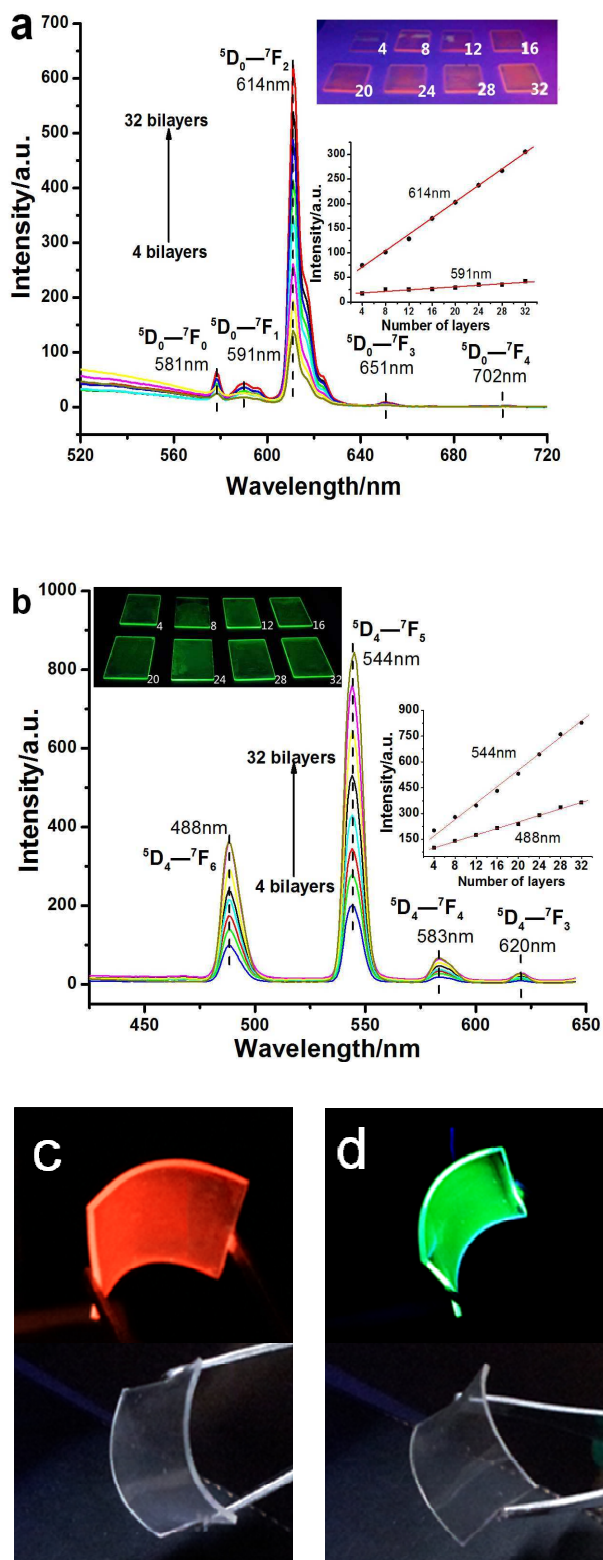 a
⁵D₀—⁷F₂
614nm
4 8 12 16
20 24 28 32
32 bilayers
4 bilayers
⁵D₀—⁷F₀
581nm
⁵D₀—⁷F₁
591nm
⁵D₀—⁷F₃
651nm
⁵D₀—⁷F₄
702nm
Intensity/a.u.
700
600
500
400
300
200
100
0
520 560 600 640 680 720
Wavelength/nm
Intensity/a.u.
300
250
200
150
100
50
0
614nm
591nm
4 8 12 16 20 24 28 32
Number of layers
b
4 8 12 16
20 24 28 32
⁵D₄—⁷F₅
544nm
32 bilayers
4 bilayers
488nm
⁵D₄—⁷F₆
⁵D₄—⁷F₄
583nm
⁵D₄—⁷F₃
620nm
Intensity/a.u.
1000
800
600
400
200
0
450 500 550 600 650
Wavelength/nm
Intensity/a.u.
900
750
600
450
300
150
544nm
488nm
4 8 12 16 20 24 28 32
Number of layers
c
d